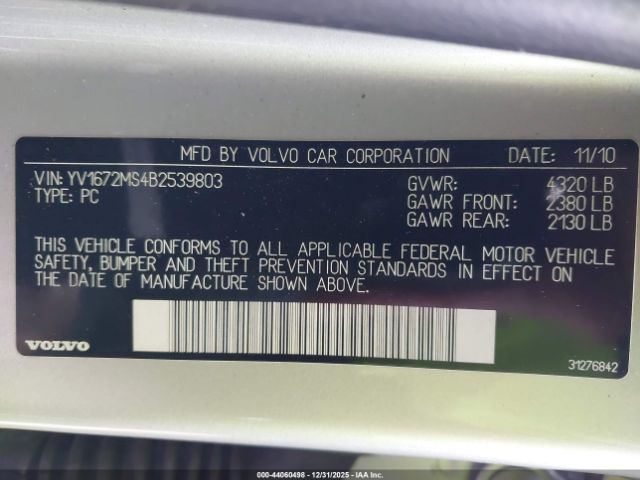 MFD BY VOLVO CAR CORPORATION DATE: 11/10
VIN: YV1672MS4B2539803 GVWR: 4320 LB
TYPE: PC GAWR FRONT: 2380 LB
GAWR REAR: 2130 LB
THIS VEHICLE CONFORMS TO ALL APPLICABLE FEDERAL MOTOR VEHICLE
SAFETY, BUMPER AND THEFT PREVENTION STANDARDS IN EFFECT ON
THE DATE OF MANUFACTURE SHOWN ABOVE.
VOLVO
31276842
000-44060498 - 12/31/2025 - IAA Inc.